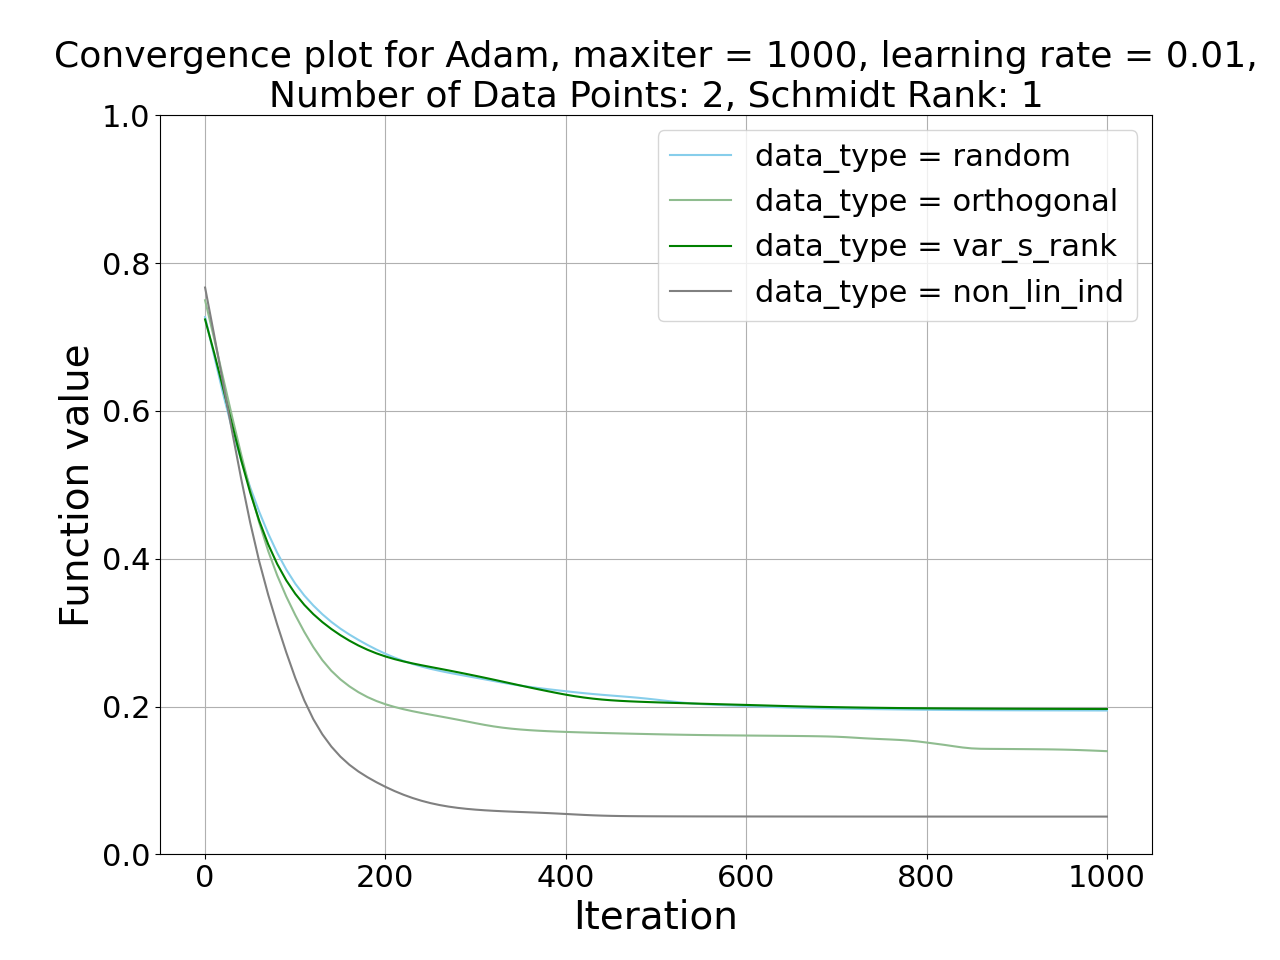 Convergence plot for Adam, maxiter = 1000, learning rate = 0.01,
Number of Data Points: 2, Schmidt Rank: 1
1.0
0.8
0.6
0.4
0.2
0.0
Function value
data_type = random
data_type = orthogonal
data_type = var_s_rank
data_type = non_lin_ind
0 200 400 600 800 1000
Iteration